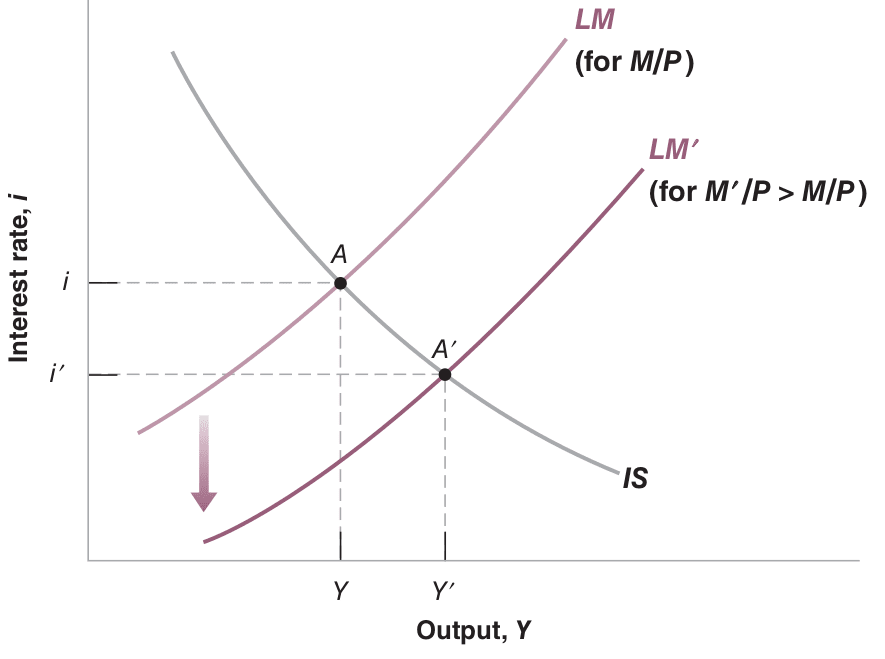 LM
(for M/P)
LM′
(for M′/P > M/P)
A
i
A′
i′
Interest rate, i
IS
Y
Y′
Output, Y